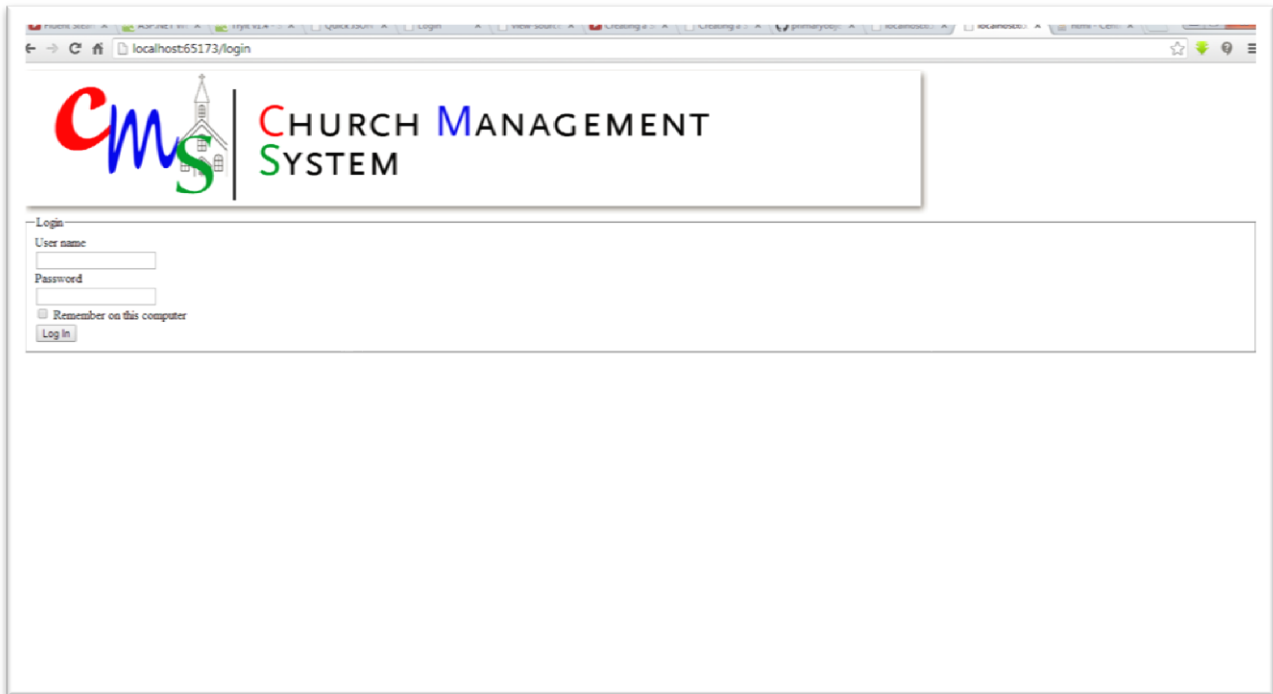 localhost:65173/login
CMS
CHURCH MANAGEMENT
SYSTEM
Login
User name
Password
Remember on this computer
Log In